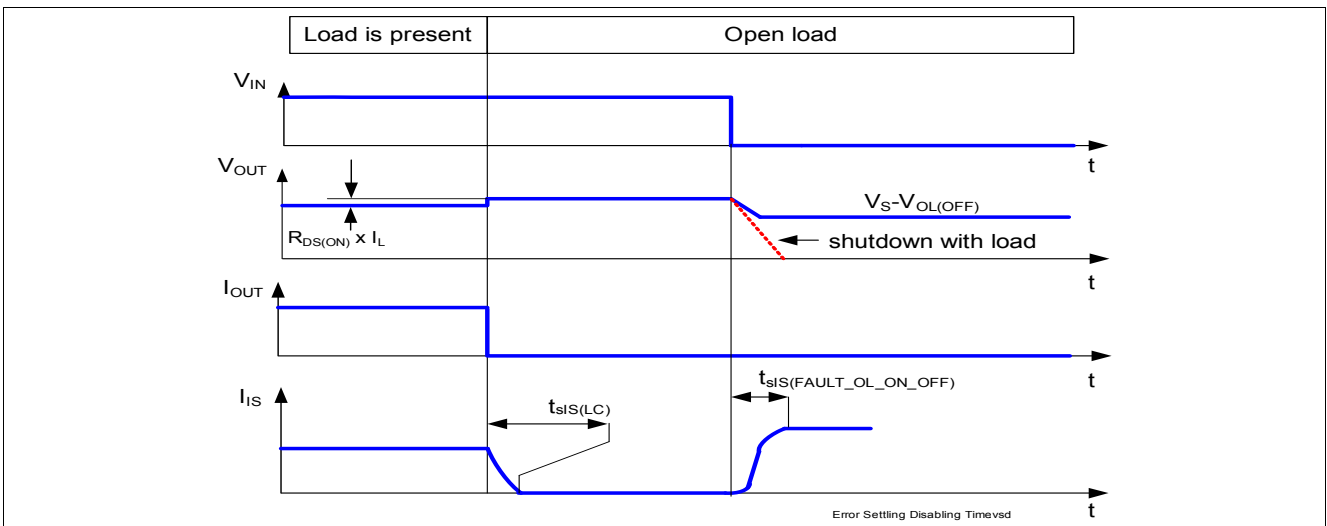 Load is present
Open load
VIN
t
VOUT
RDS(ON) x IL
VS-VOL(OFF)
shutdown with load
t
IOUT
t
IIS
tsIS(LC)
tsIS(FAULT_OL_ON_OFF)
t
Error Settling Disabling Timevsd